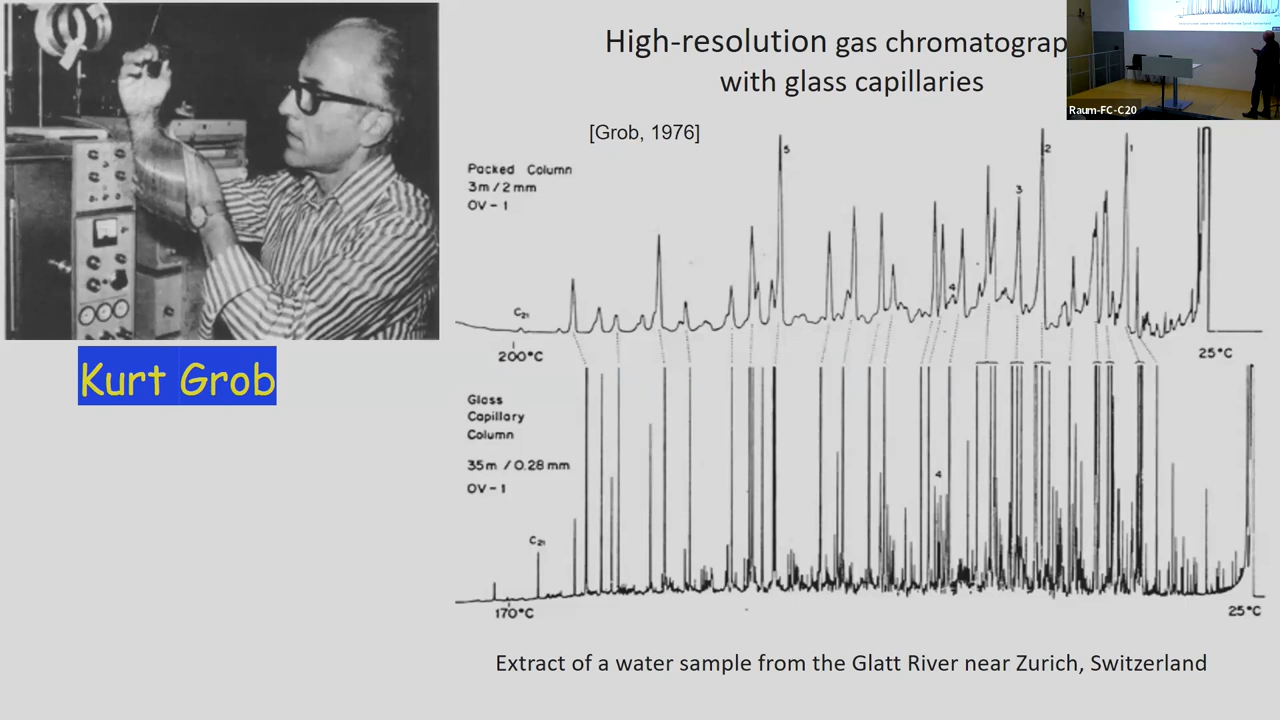 High-resolution gas chromatograp
with glass capillaries
Raum-FC-C20
[Grob, 1976]
Packed Column
3m/2mm
OV-1
5
2
1
3
4
C21
200°C
25°C
Kurt Grob
Glass
Capillary
Column
35m /0.28mm
OV-1
4
C21
170°C
25°C
Extract of a water sample from the Glatt River near Zurich, Switzerland